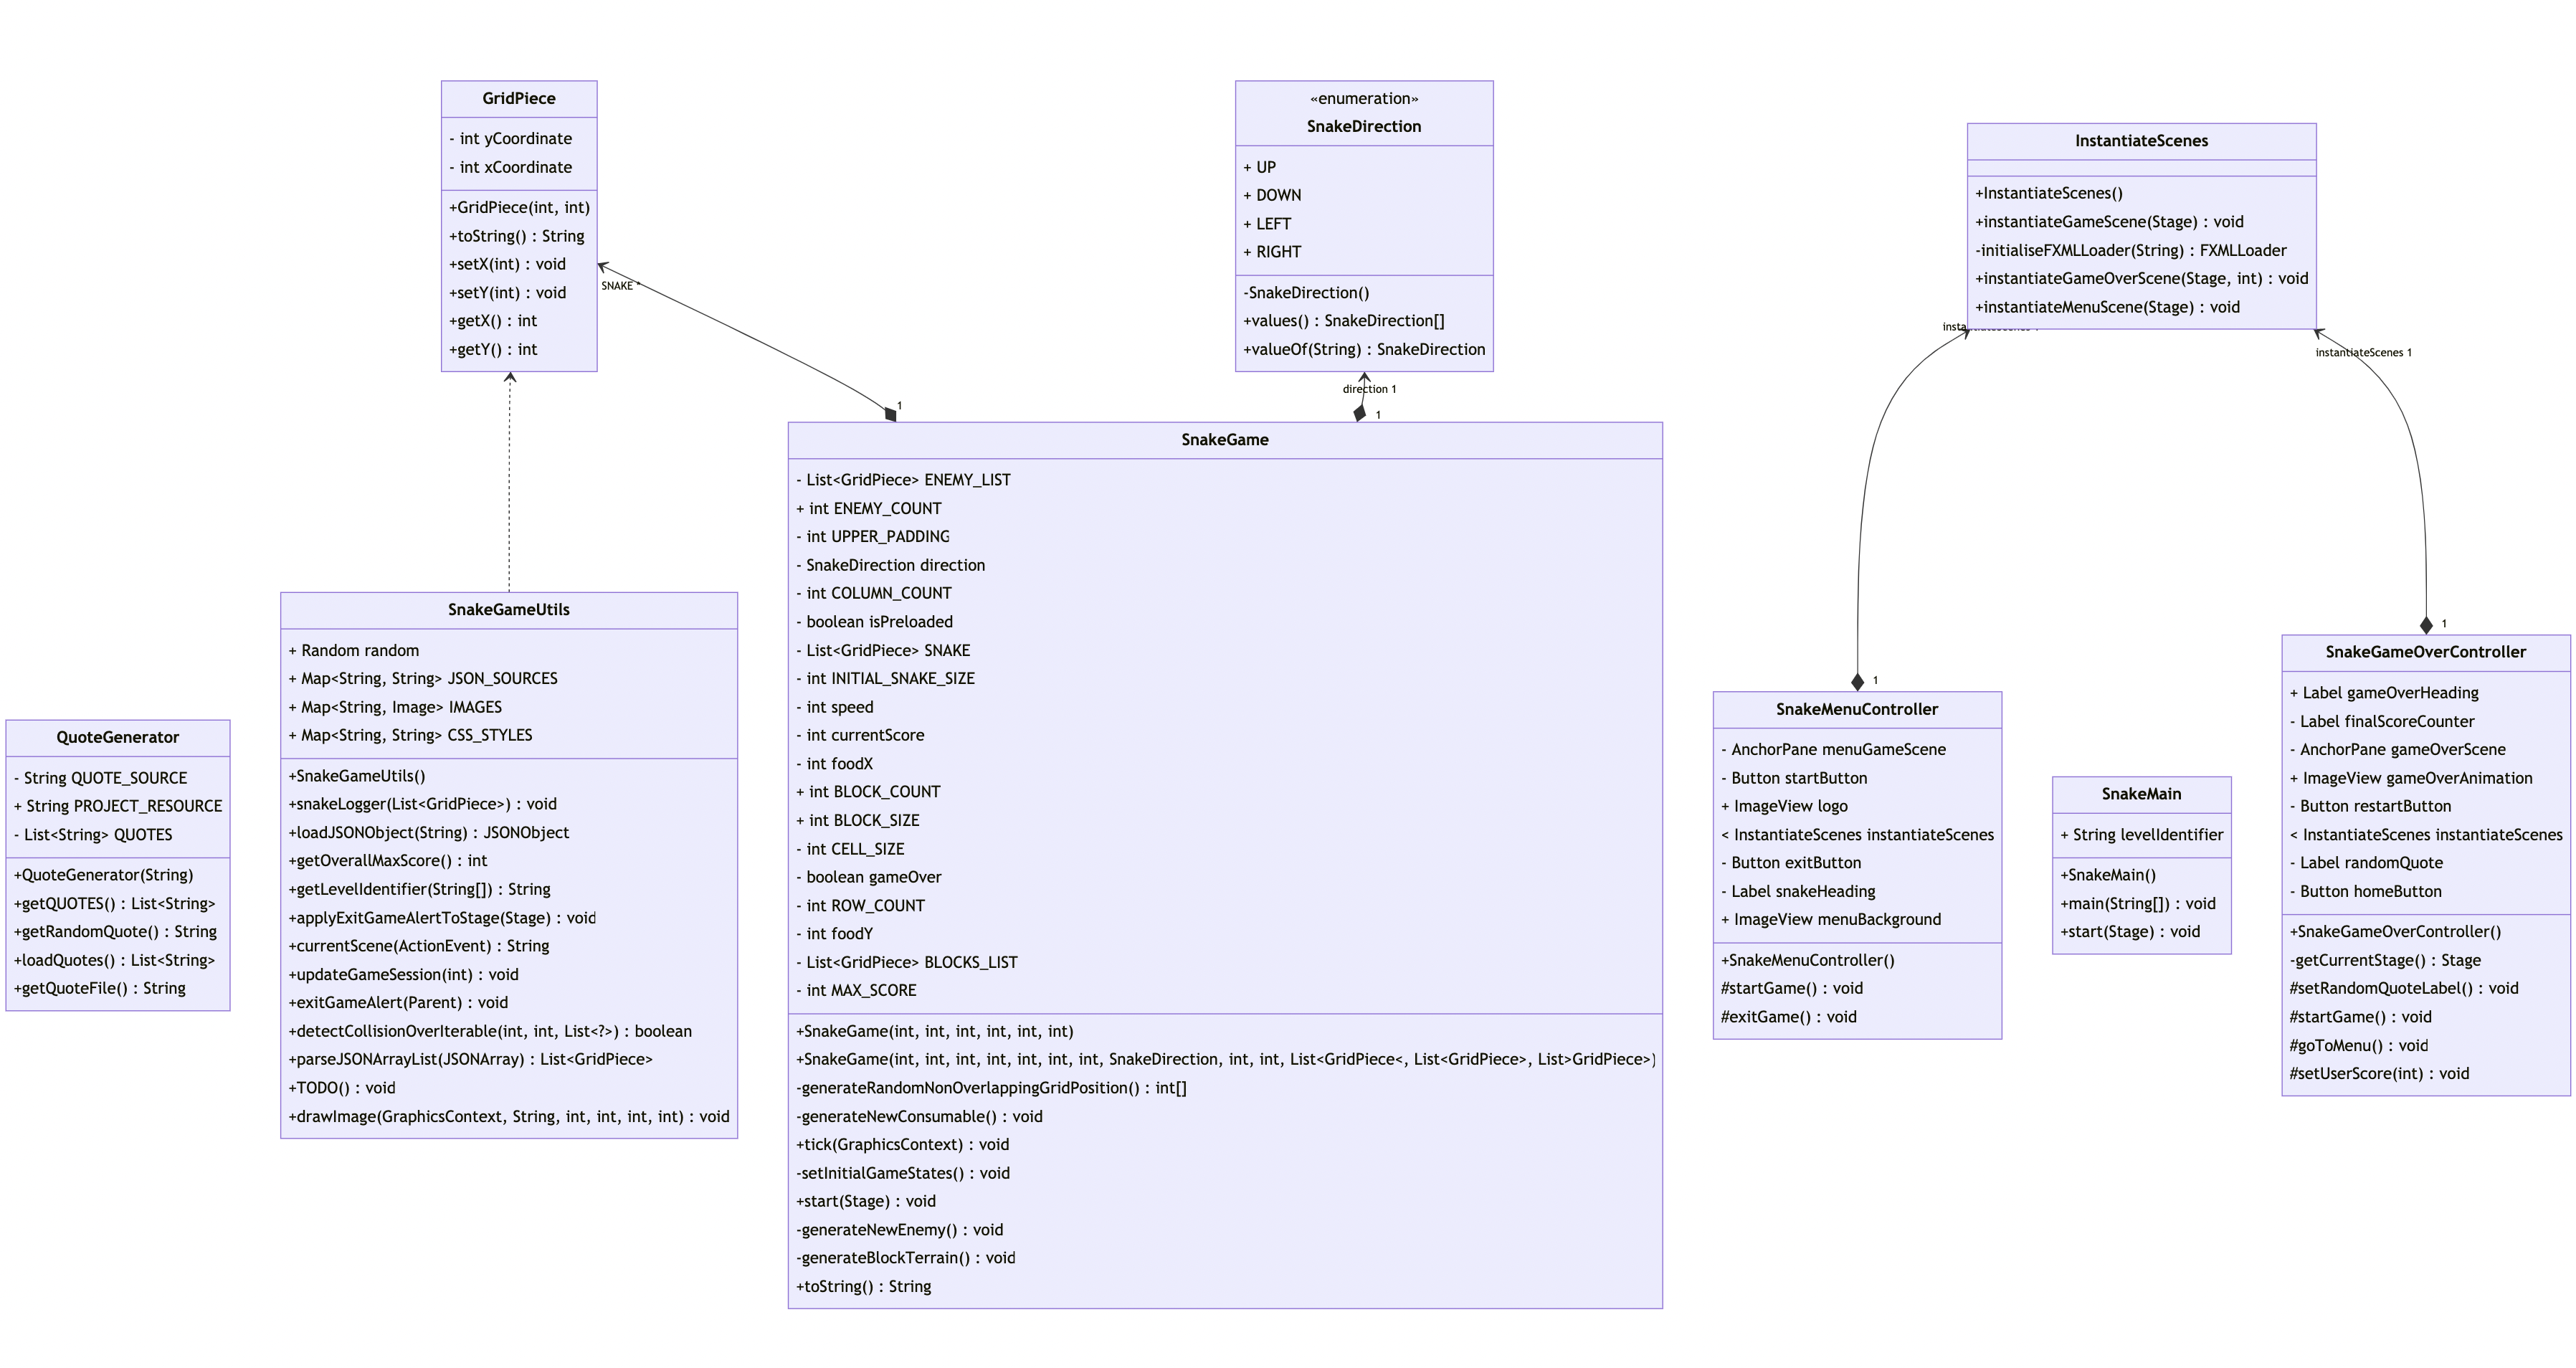 GridPiece
- int yCoordinate
- int xCoordinate
+GridPiece(int, int)
+toString() : String
+setX(int) : void
+setY(int) : void
+getX() : int
+getY() : int
«enumeration»
SnakeDirection
+ UP
+ DOWN
+ LEFT
+ RIGHT
-SnakeDirection()
+values() : SnakeDirection[]
+valueOf(String) : SnakeDirection
InstantiateScenes
+InstantiateScenes()
+instantiateGameScene(Stage) : void
-initialiseFXMLLoader(String) : FXMLLoader
+instantiateGameOverScene(Stage, int) : void
+instantiateMenuScene(Stage) : void
SNAKE *
1
direction 1
1
instantiateScenes 1
1
instantiateScenes 1
1
QuoteGenerator
- String QUOTE_SOURCE
+ String PROJECT_RESOURCE
- List<String> QUOTES
+QuoteGenerator(String)
+getQUOTES() : List<String>
+getRandomQuote() : String
+loadQuotes() : List<String>
+getQuoteFile() : String
SnakeGameUtils
+ Random random
+ Map<String, String> JSON_SOURCES
+ Map<String, Image> IMAGES
+ Map<String, String> CSS_STYLES
+SnakeGameUtils()
+snakeLogger(List<GridPiece>) : void
+loadJSONObject(String) : JSONObject
+getOverallMaxScore() : int
+getLevelIdentifier(String[]) : String
+applyExitGameAlertToStage(Stage) : void
+currentScene(ActionEvent) : String
+updateGameSession(int) : void
+exitGameAlert(Parent) : void
+detectCollisionOverIterable(int, int, List<?>) : boolean
+parseJSONArrayList(JSONArray) : List<GridPiece>
+TODO() : void
+drawImage(GraphicsContext, String, int, int, int, int) : void
SnakeGame
- List<GridPiece> ENEMY_LIST
+ int ENEMY_COUNT
- int UPPER_PADDING
- SnakeDirection direction
- int COLUMN_COUNT
- boolean isPreloaded
- List<GridPiece> SNAKE
- int INITIAL_SNAKE_SIZE
- int speed
- int currentScore
- int foodX
+ int BLOCK_COUNT
+ int BLOCK_SIZE
- int CELL_SIZE
- boolean gameOver
- int ROW_COUNT
- int foodY
- List<GridPiece> BLOCKS_LIST
- int MAX_SCORE
+SnakeGame(int, int, int, int, int, int)
+SnakeGame(int, int, int, int, int, int, int, SnakeDirection, int, int, List<GridPiece<, List<GridPiece>, List>GridPiece>)
-generateRandomNonOverlappingGridPosition() : int[]
-generateNewConsumable() : void
+tick(GraphicsContext) : void
-setInitialGameStates() : void
+start(Stage) : void
-generateNewEnemy() : void
-generateBlockTerrain() : void
+toString() : String
SnakeMenuController
- AnchorPane menuGameScene
- Button startButton
+ ImageView logo
< InstantiateScenes instantiateScenes
- Button exitButton
- Label snakeHeading
+ ImageView menuBackground
+SnakeMenuController()
#startGame() : void
#exitGame() : void
SnakeMain
+ String levelIdentifier
+SnakeMain()
+main(String[]) : void
+start(Stage) : void
SnakeGameOverController
+ Label gameOverHeading
- Label finalScoreCounter
- AnchorPane gameOverScene
+ ImageView gameOverAnimation
- Button restartButton
< InstantiateScenes instantiateScenes
- Label randomQuote
- Button homeButton
+SnakeGameOverController()
-getCurrentStage() : Stage
#setRandomQuoteLabel() : void
#startGame() : void
#goToMenu() : void
#setUserScore(int) : void